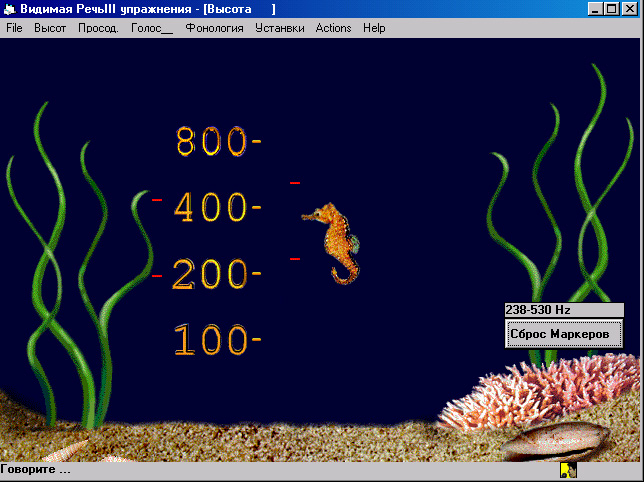 Видимая РечьIII упражнения - [Высота     ]
File Высот Просод. Голос__ Фонология Уставки Actions Help
800-
400-
200-
100-
238-530 Hz
Сброс Маркеров
Говорите ...